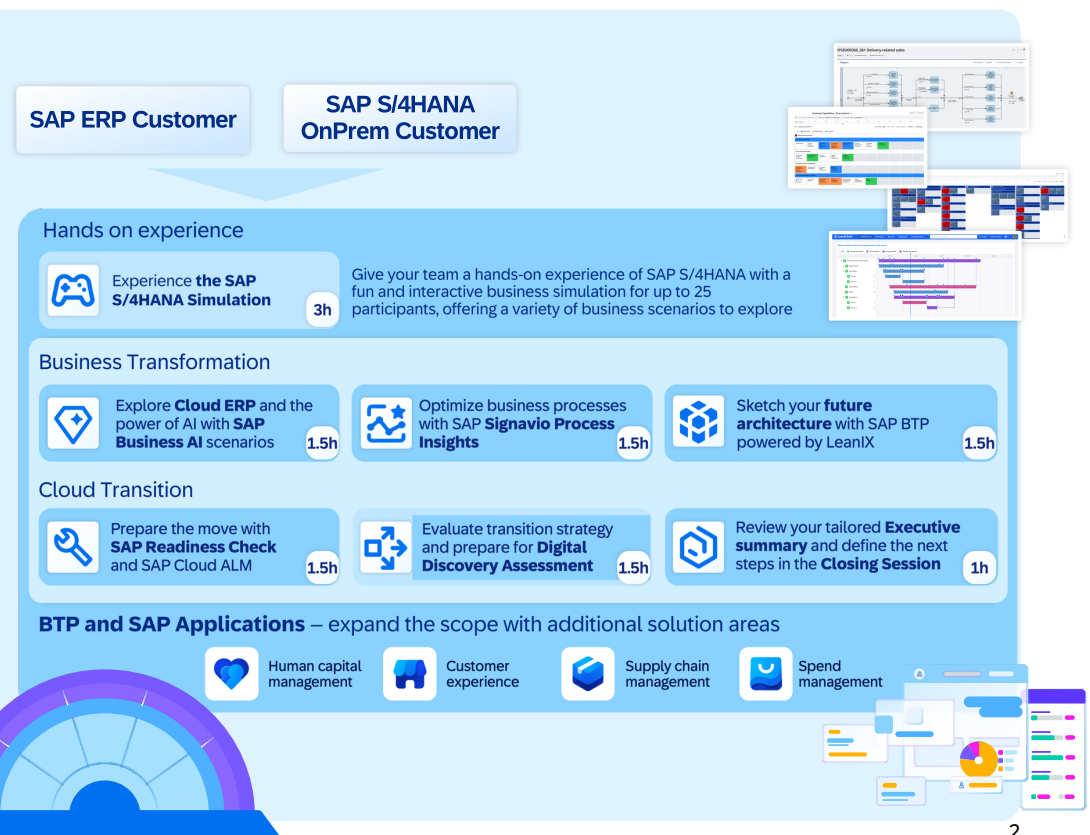 SAP ERP Customer
SAP S/4HANA
OnPrem Customer
Delivery-related sales
Hands on experience
Experience the SAP
S/4HANA Simulation
3h
Give your team a hands-on experience of SAP S/4HANA with a
fun and interactive business simulation for up to 25
participants, offering a variety of business scenarios to explore
Business Transformation
Explore Cloud ERP and the
power of AI with SAP
Business AI scenarios
1.5h
Optimize business processes
with SAP Signavio Process
Insights
1.5h
Sketch your future
architecture with SAP BTP
powered by LeanIX
1.5h
Cloud Transition
Prepare the move with
SAP Readiness Check
and SAP Cloud ALM
1.5h
Evaluate transition strategy
and prepare for Digital
Discovery Assessment
1.5h
Review your tailored Executive
summary and define the next
steps in the Closing Session
1h
BTP and SAP Applications – expand the scope with additional solution areas
Human capital
management
Customer
experience
Supply chain
management
Spend
management
2